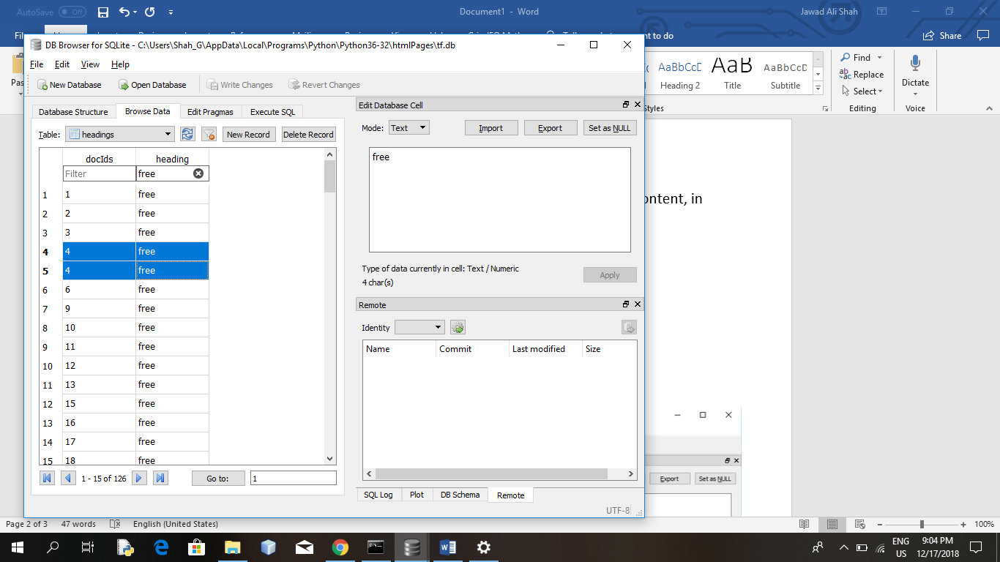 AutoSave Off
Document1 - Word
Jawad Ali Shah
Share
DB Browser for SQLite - C:\Users\Shah_G\AppData\Local\Programs\Python\Python36-32\htmlPages\tf.db
File Edit View Help
New Database Open Database Write Changes Revert Changes
Database Structure Browse Data Edit Pragmas Execute SQL
Table: headings New Record Delete Record
docIds heading
Filter free
1 1 free
2 2 free
3 3 free
4 4 free
5 4 free
6 6 free
7 9 free
8 10 free
9 11 free
10 12 free
11 13 free
12 15 free
13 16 free
14 17 free
15 18 free
1 - 15 of 126 Go to: 1
Edit Database Cell
Mode: Text Import Export Set as NULL
free
Type of data currently in cell: Text / Numeric
4 char(s)
Apply
Remote
Identity
Name Commit Last modified Size
SQL Log Plot DB Schema Remote
UTF-8
AaBbCcD AaB AaBbCcD
Heading 2 Title Subtitle
Find
Replace
Select
Editing
Dictate
Voice
ontent, in
Export Set as NULL
Page 2 of 3 47 words English (United States) 100%
ENG
US
9:04 PM
12/17/2018